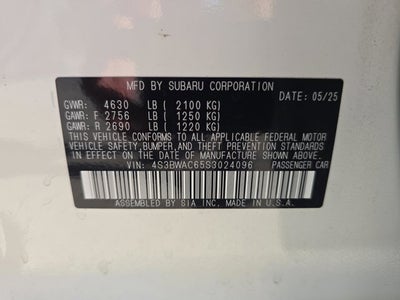 MFD BY SUBARU CORPORATION
DATE: 05/25
GVWR: 4630 LB ( 2100 KG)
GAWR F 2756 LB ( 1250 KG)
GAWR R 2690 LB ( 1220 KG)
THIS VEHICLE CONFORMS TO ALL APPLICABLE FEDERAL MOTOR
VEHICLE SAFETY, BUMPER, AND THEFT PREVENTION STANDARDS
IN EFFECT ON THE DATE OF MANUFACTURE SHOWN ABOVE.
VIN: 4S3BWAC65S3024096 PASSENGER CAR
ASSEMBLED BY SIA INC. MADE IN U.S.A.